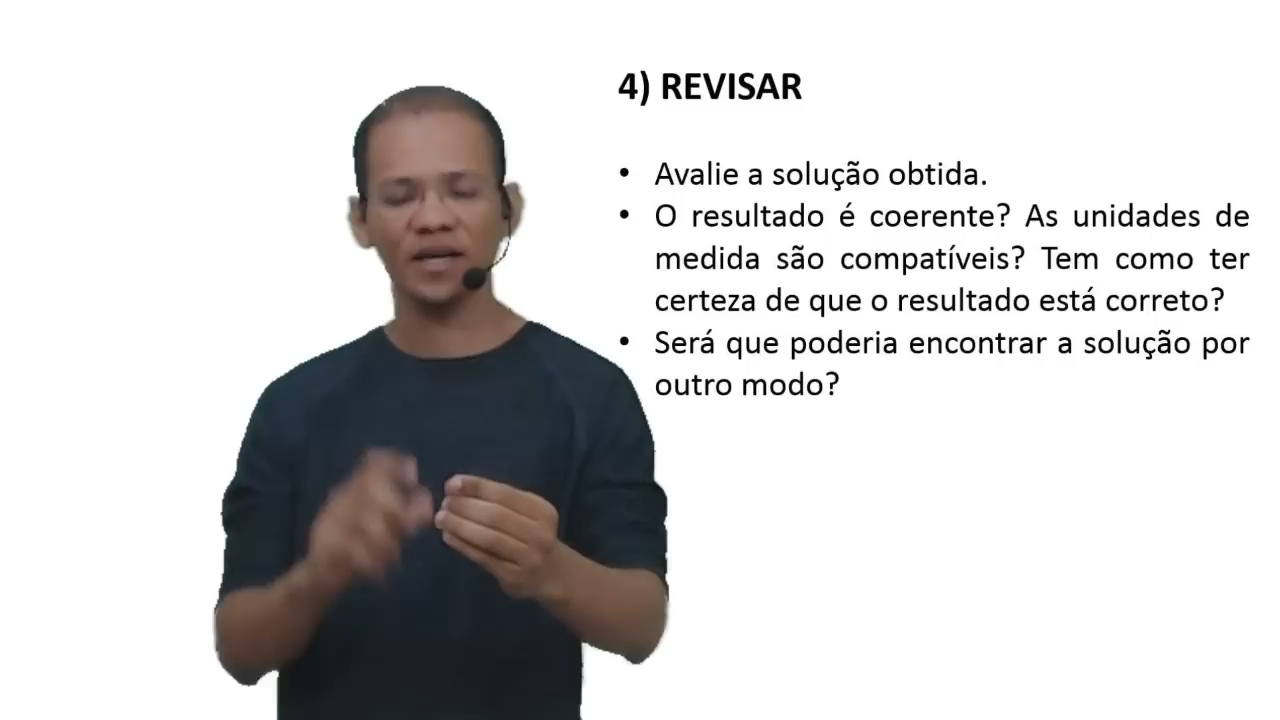 4) REVISAR
• Avalie a solução obtida.
• O resultado é coerente? As unidades de
medida são compatíveis? Tem como ter
certeza de que o resultado está correto?
• Será que poderia encontrar a solução por
outro modo?